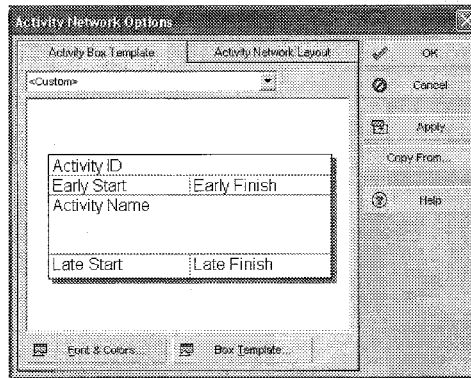 Activity Network Options
Activity Box Template
Activity Network Layout
<Custom>
Activity ID
Early Start Early Finish
Activity Name
Late Start Late Finish
Font & Colors...
Box Template...
OK
Cancel
Apply
Copy From...
Help